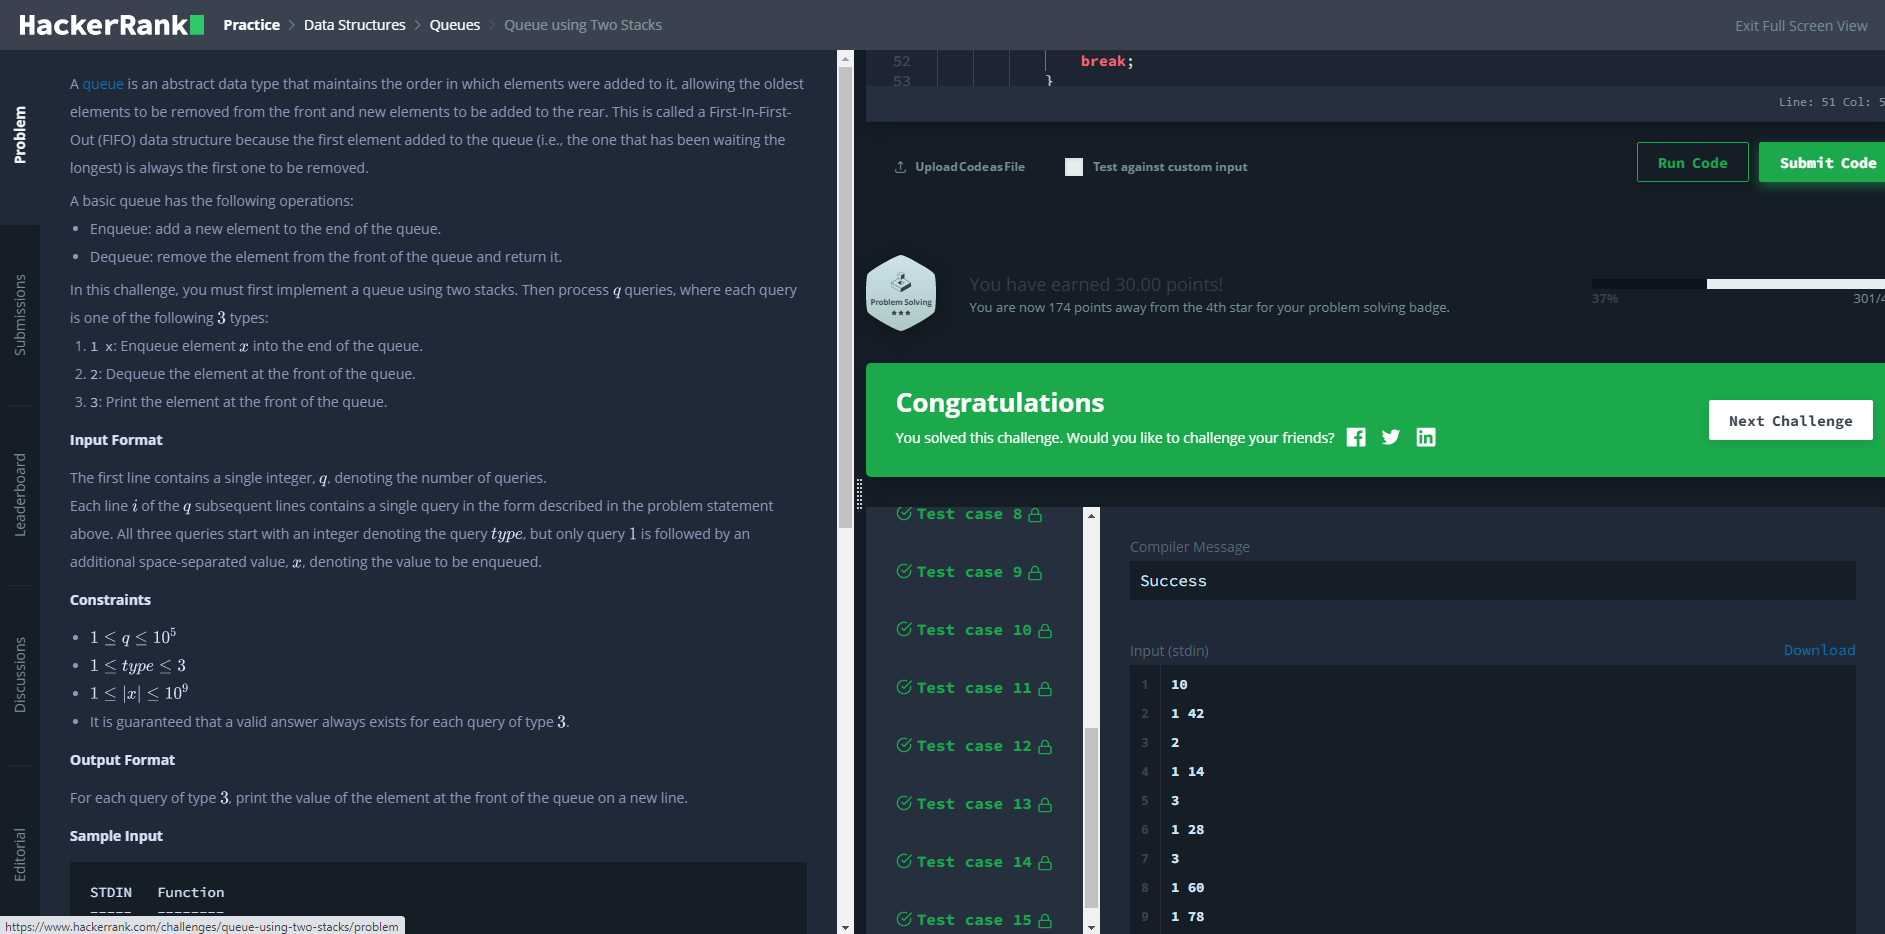 HackerRank
Practice > Data Structures > Queues > Queue using Two Stacks
Exit Full Screen View
Problem
Submissions
Leaderboard
Discussions
Editorial
A queue is an abstract data type that maintains the order in which elements were added to it, allowing the oldest
elements to be removed from the front and new elements to be added to the rear. This is called a First-In-First-
Out (FIFO) data structure because the first element added to the queue (i.e., the one that has been waiting the
longest) is always the first one to be removed.
A basic queue has the following operations:
• Enqueue: add a new element to the end of the queue.
• Dequeue: remove the element from the front of the queue and return it.
In this challenge, you must first implement a queue using two stacks. Then process q queries, where each query
is one of the following 3 types:
1. 1 x: Enqueue element x into the end of the queue.
2. 2: Dequeue the element at the front of the queue.
3. 3: Print the element at the front of the queue.
Input Format
The first line contains a single integer, q, denoting the number of queries.
Each line i of the q subsequent lines contains a single query in the form described in the problem statement
above. All three queries start with an integer denoting the query type, but only query 1 is followed by an
additional space-separated value, x, denoting the value to be enqueued.
Constraints
• 1 ≤ q ≤ 10⁵
• 1 ≤ type ≤ 3
• 1 ≤ |x| ≤ 10⁹
• It is guaranteed that a valid answer always exists for each query of type 3.
Output Format
For each query of type 3, print the value of the element at the front of the queue on a new line.
Sample Input
STDIN Function
----- --------
https://www.hackerrank.com/challenges/queue-using-two-stacks/problem
52 break;
53 }
Line: 51 Col: 5
Upload Code as File
Test against custom input
Run Code
Submit Code
Problem Solving
You have earned 30.00 points!
You are now 174 points away from the 4th star for your problem solving badge.
37%
301/4
Congratulations
You solved this challenge. Would you like to challenge your friends?
Next Challenge
Test case 8
Test case 9
Test case 10
Test case 11
Test case 12
Test case 13
Test case 14
Test case 15
Compiler Message
Success
Input (stdin)
Download
1 10
2 1 42
3 2
4 1 14
5 3
6 1 28
7 3
8 1 60
9 1 78